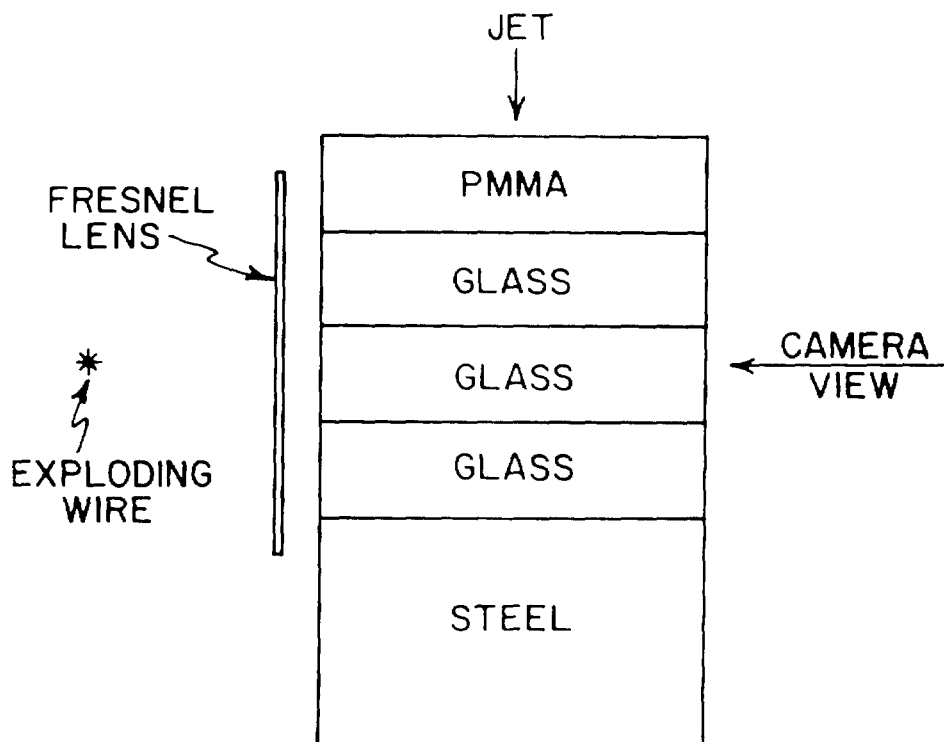 JET
PMMA
FRESNEL
LENS
GLASS
GLASS
CAMERA
VIEW
EXPLODING
WIRE
GLASS
STEEL